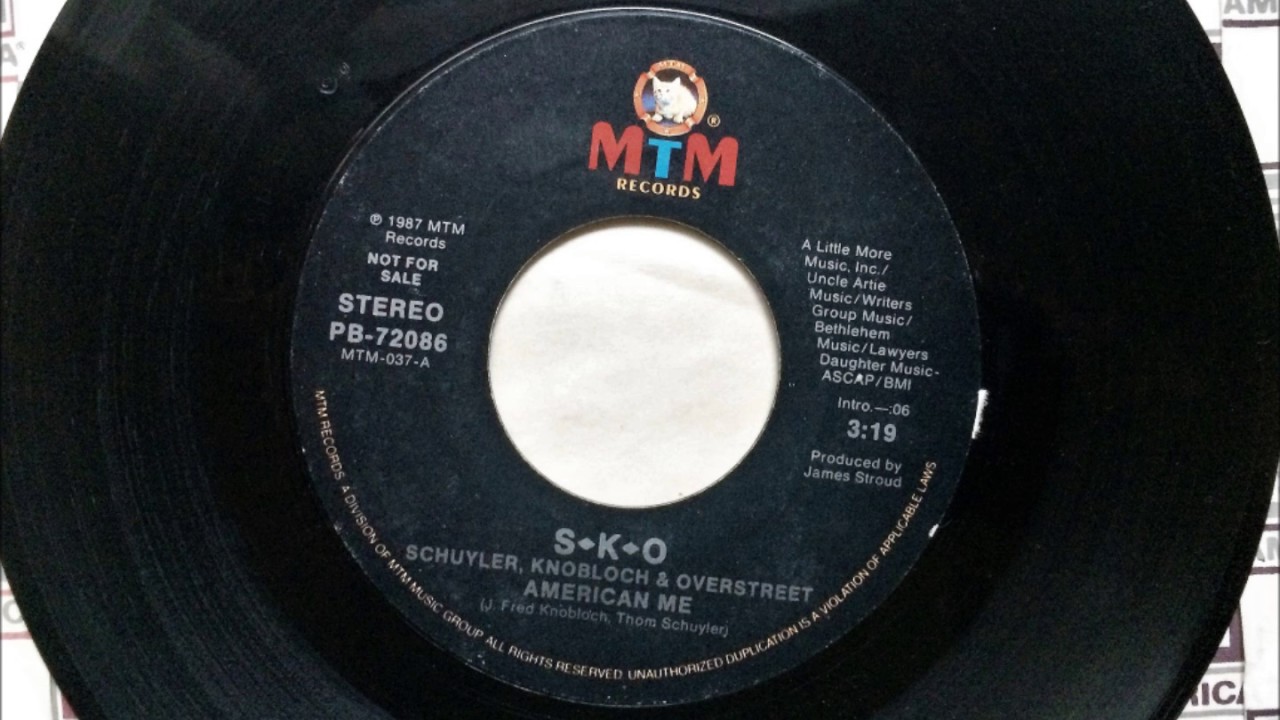 MTM
®
RECORDS
℗ 1987 MTM
Records
NOT FOR
SALE
STEREO
PB-72086
MTM-037-A
A Little More
Music, Inc./
Uncle Artie
Music/Writers
Group Music/
Bethlehem
Music/Lawyers
Daughter Music-
ASCAP/BMI
Intro.—:06
3:19
Produced by
James Stroud
S•K•O
SCHUYLER, KNOBLOCH & OVERSTREET
AMERICAN ME
(J. Fred Knobloch, Thom Schuyler)
MTM RECORDS. A DIVISION OF MTM MUSIC GROUP ALL RIGHTS RESERVED. UNAUTHORIZED DUPLICATION IS A VIOLATION OF APPLICABLE LAWS